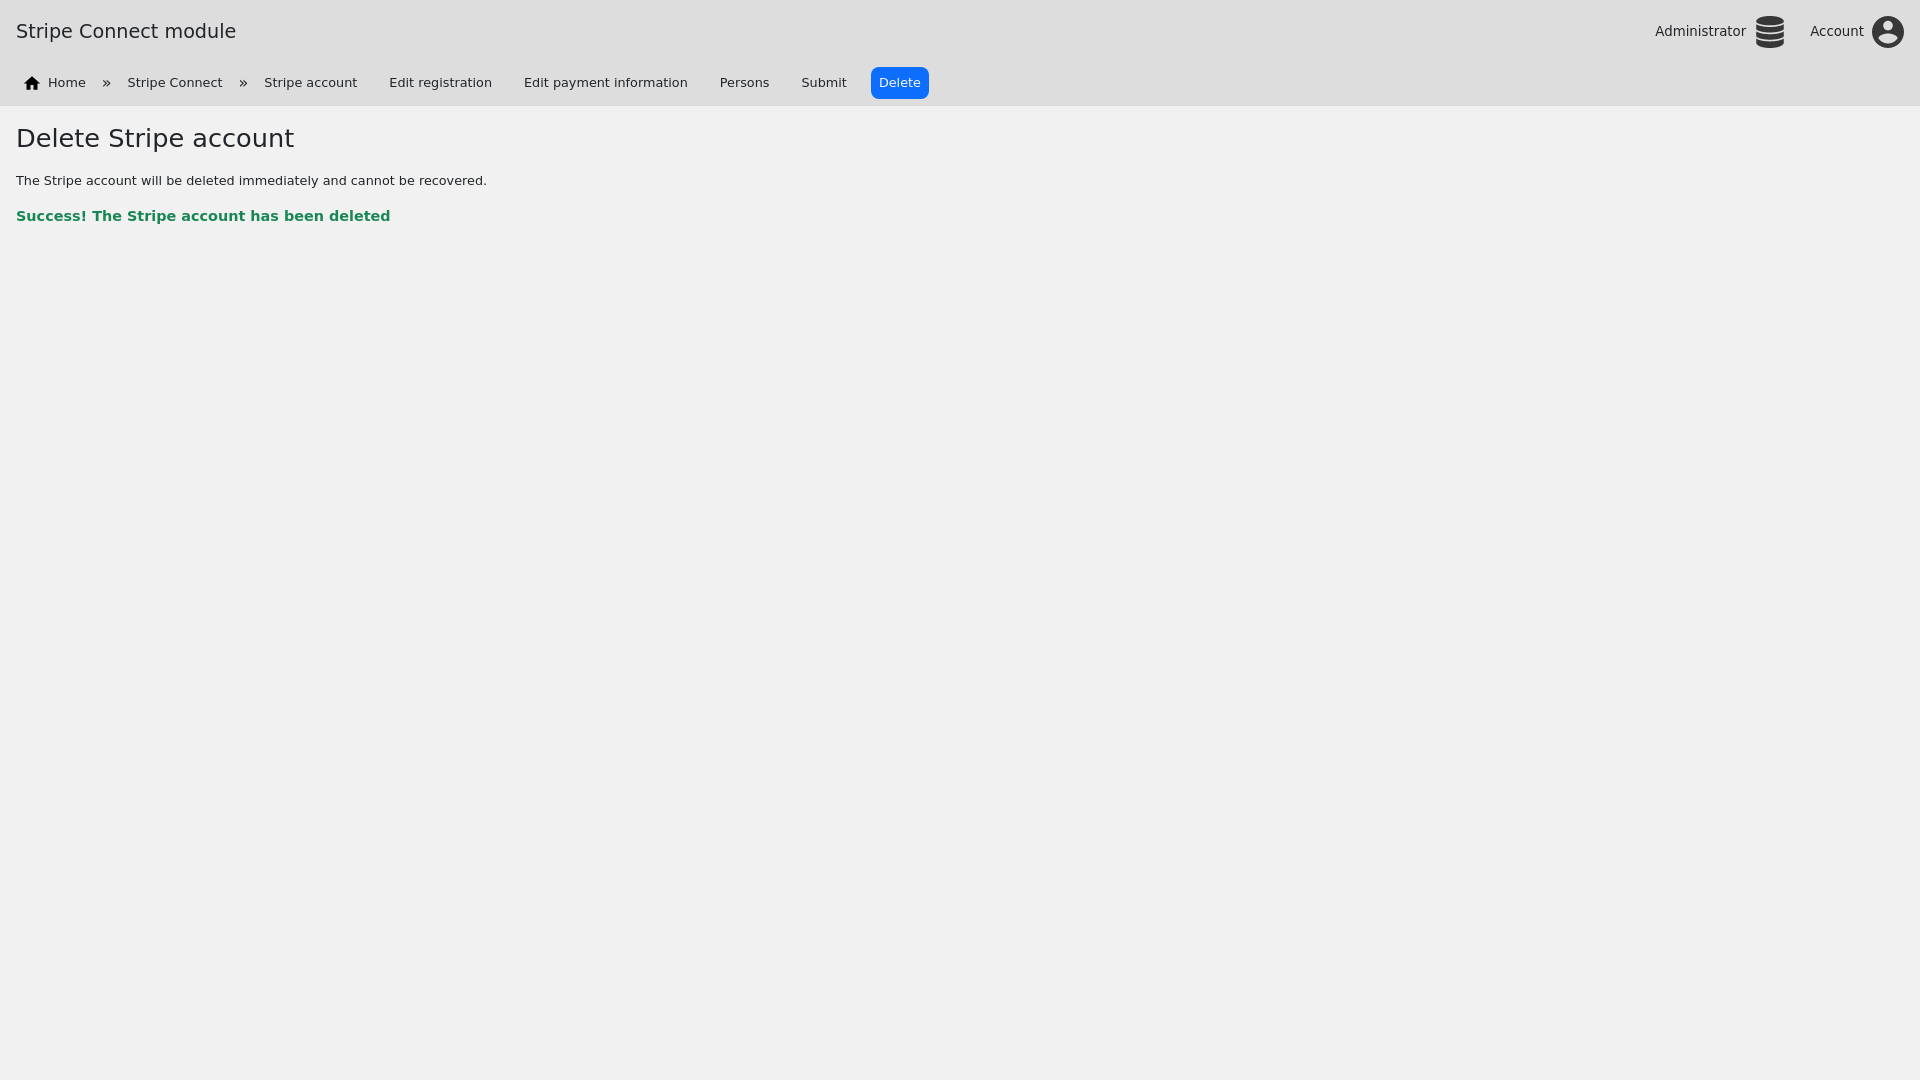 Stripe Connect module
Administrator
Account
Home » Stripe Connect » Stripe account Edit registration Edit payment information Persons Submit Delete
Delete Stripe account
The Stripe account will be deleted immediately and cannot be recovered.
Success! The Stripe account has been deleted